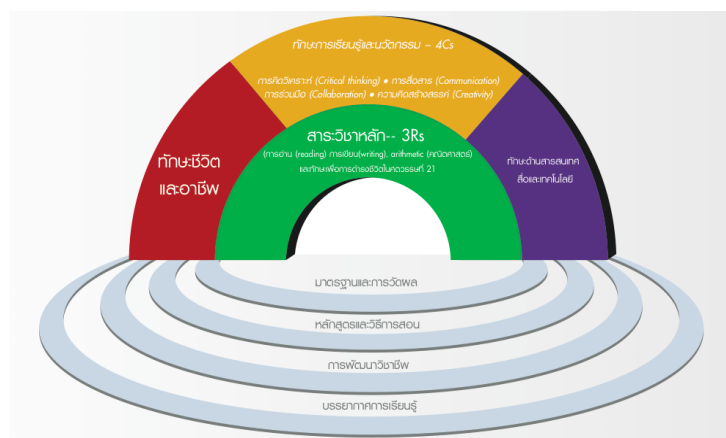 ทักษะการเรียนรู้และนวัตกรรม – 4Cs
การคิดวิเคราะห์ (Critical thinking) • การสื่อสาร (Communication)
การร่วมมือ (Collaboration) • ความคิดสร้างสรรค์ (Creativity)
สาระวิชาหลัก-- 3Rs
(การอ่าน (reading) การเขียน(writing), arithmetic (คณิตศาสตร์)
และทักษะเพื่อการดำรงชีวิตในศตวรรษที่ 21
ทักษะชีวิต
และอาชีพ
ทักษะด้านสารสนเทศ
สื่อและเทคโนโลยี
มาตรฐานและการวัดผล
หลักสูตรและวิธีการสอน
การพัฒนาวิชาชีพ
บรรยากาศการเรียนรู้